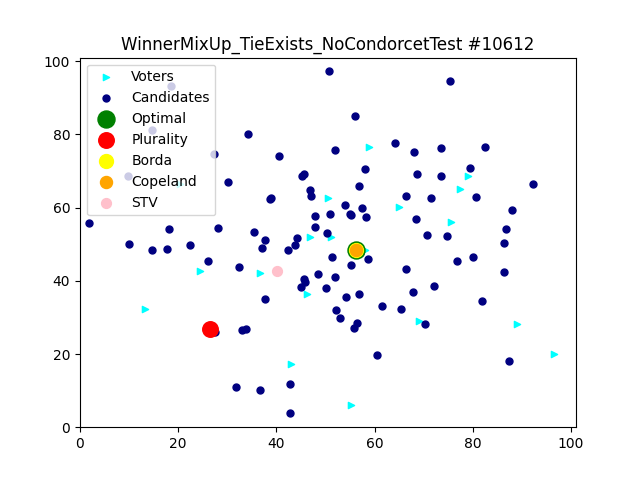 WinnerMixUp_TieExists_NoCondorcetTest #10612
100
80
60
40
20
0
0 20 40 60 80 100
Voters
Candidates
Optimal
Plurality
Borda
Copeland
STV